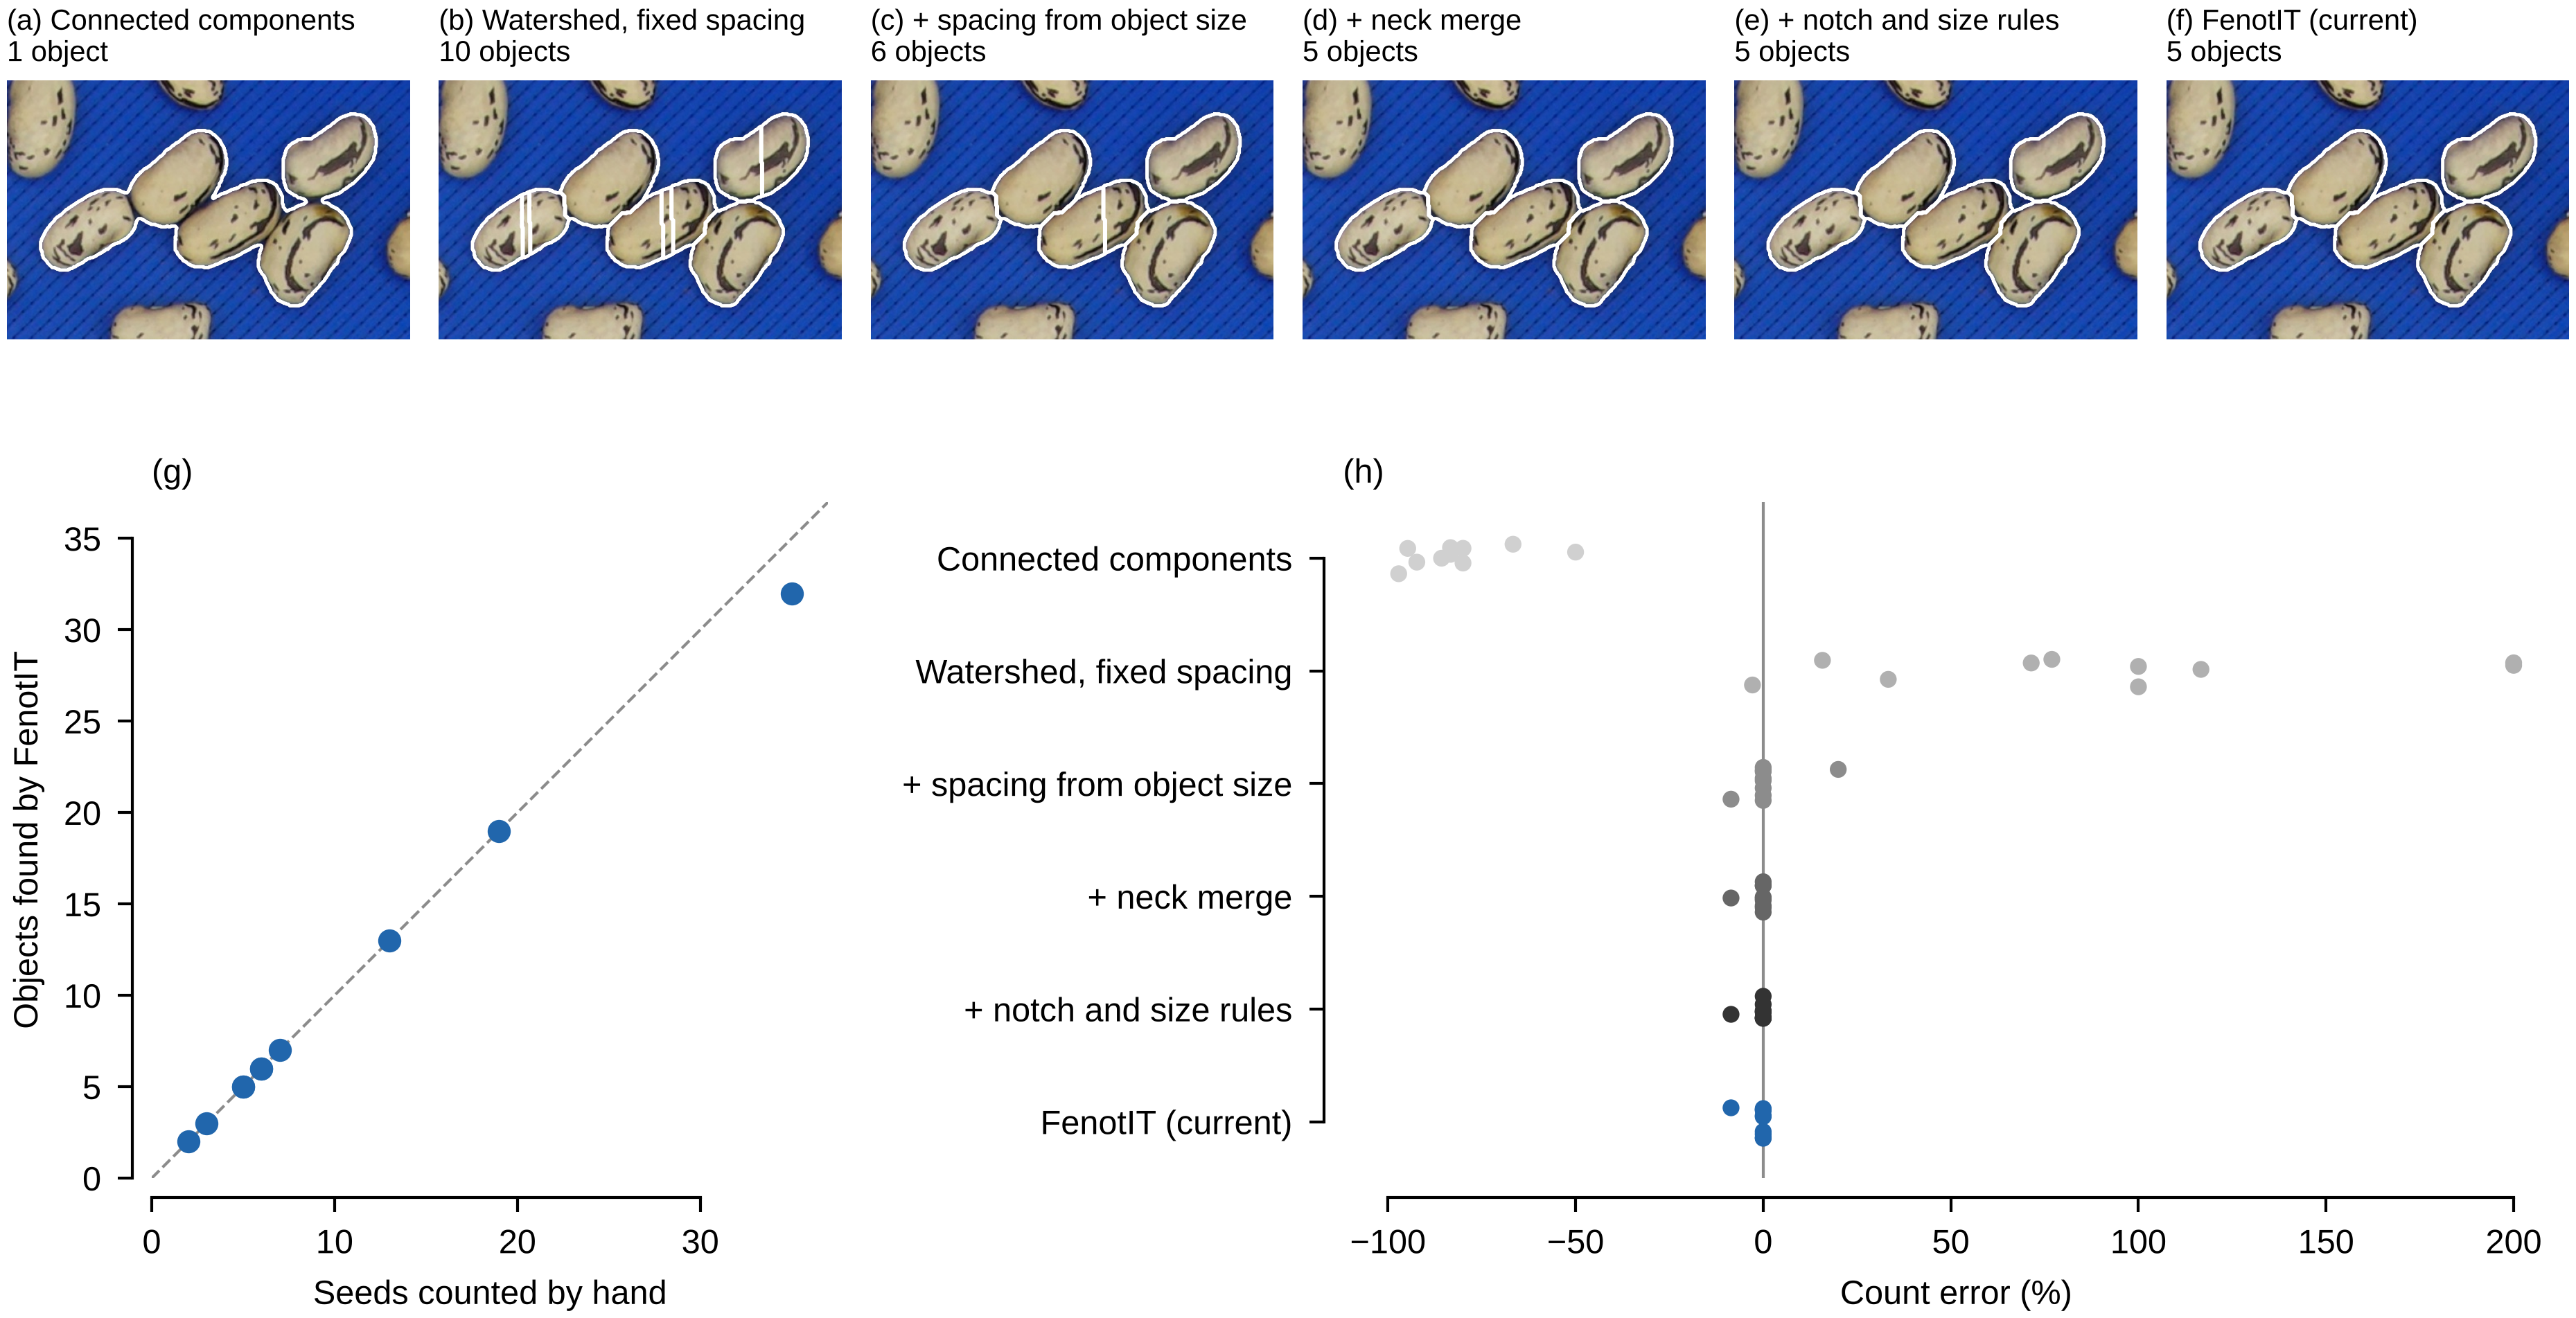 (a) Connected components
1 object
(b) Watershed, fixed spacing
10 objects
(c) + spacing from object size
6 objects
(d) + neck merge
5 objects
(e) + notch and size rules
5 objects
(f) FenotIT (current)
5 objects
(g)
Objects found by FenotIT
35
30
25
20
15
10
5
0
0
10
20
30
Seeds counted by hand
(h)
Connected components
Watershed, fixed spacing
+ spacing from object size
+ neck merge
+ notch and size rules
FenotIT (current)
−100
−50
0
50
100
150
200
Count error (%)